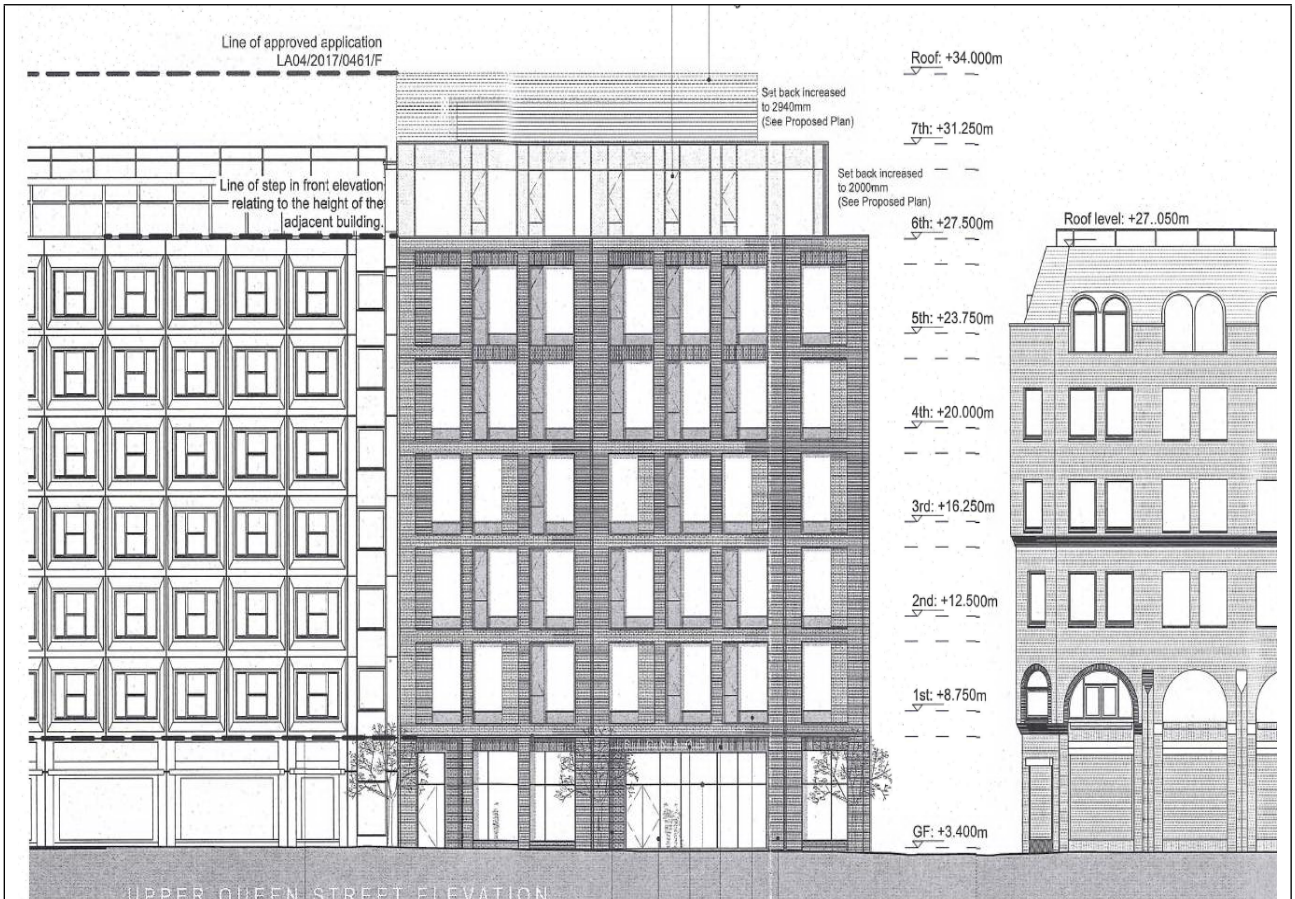 Line of approved application
LA04/2017/0461/F
Set back increased
to 2940mm
(See Proposed Plan)
Line of step in front elevation
relating to the height of the
adjacent building.
Set back increased
to 2000mm
(See Proposed Plan)
Roof: +34.000m
7th: +31.250m
6th: +27.500m
5th: +23.750m
4th: +20.000m
3rd: +16.250m
2nd: +12.500m
1st: +8.750m
GF: +3.400m
Roof level: +27..050m
UPPER QUEEN STREET ELEVATION